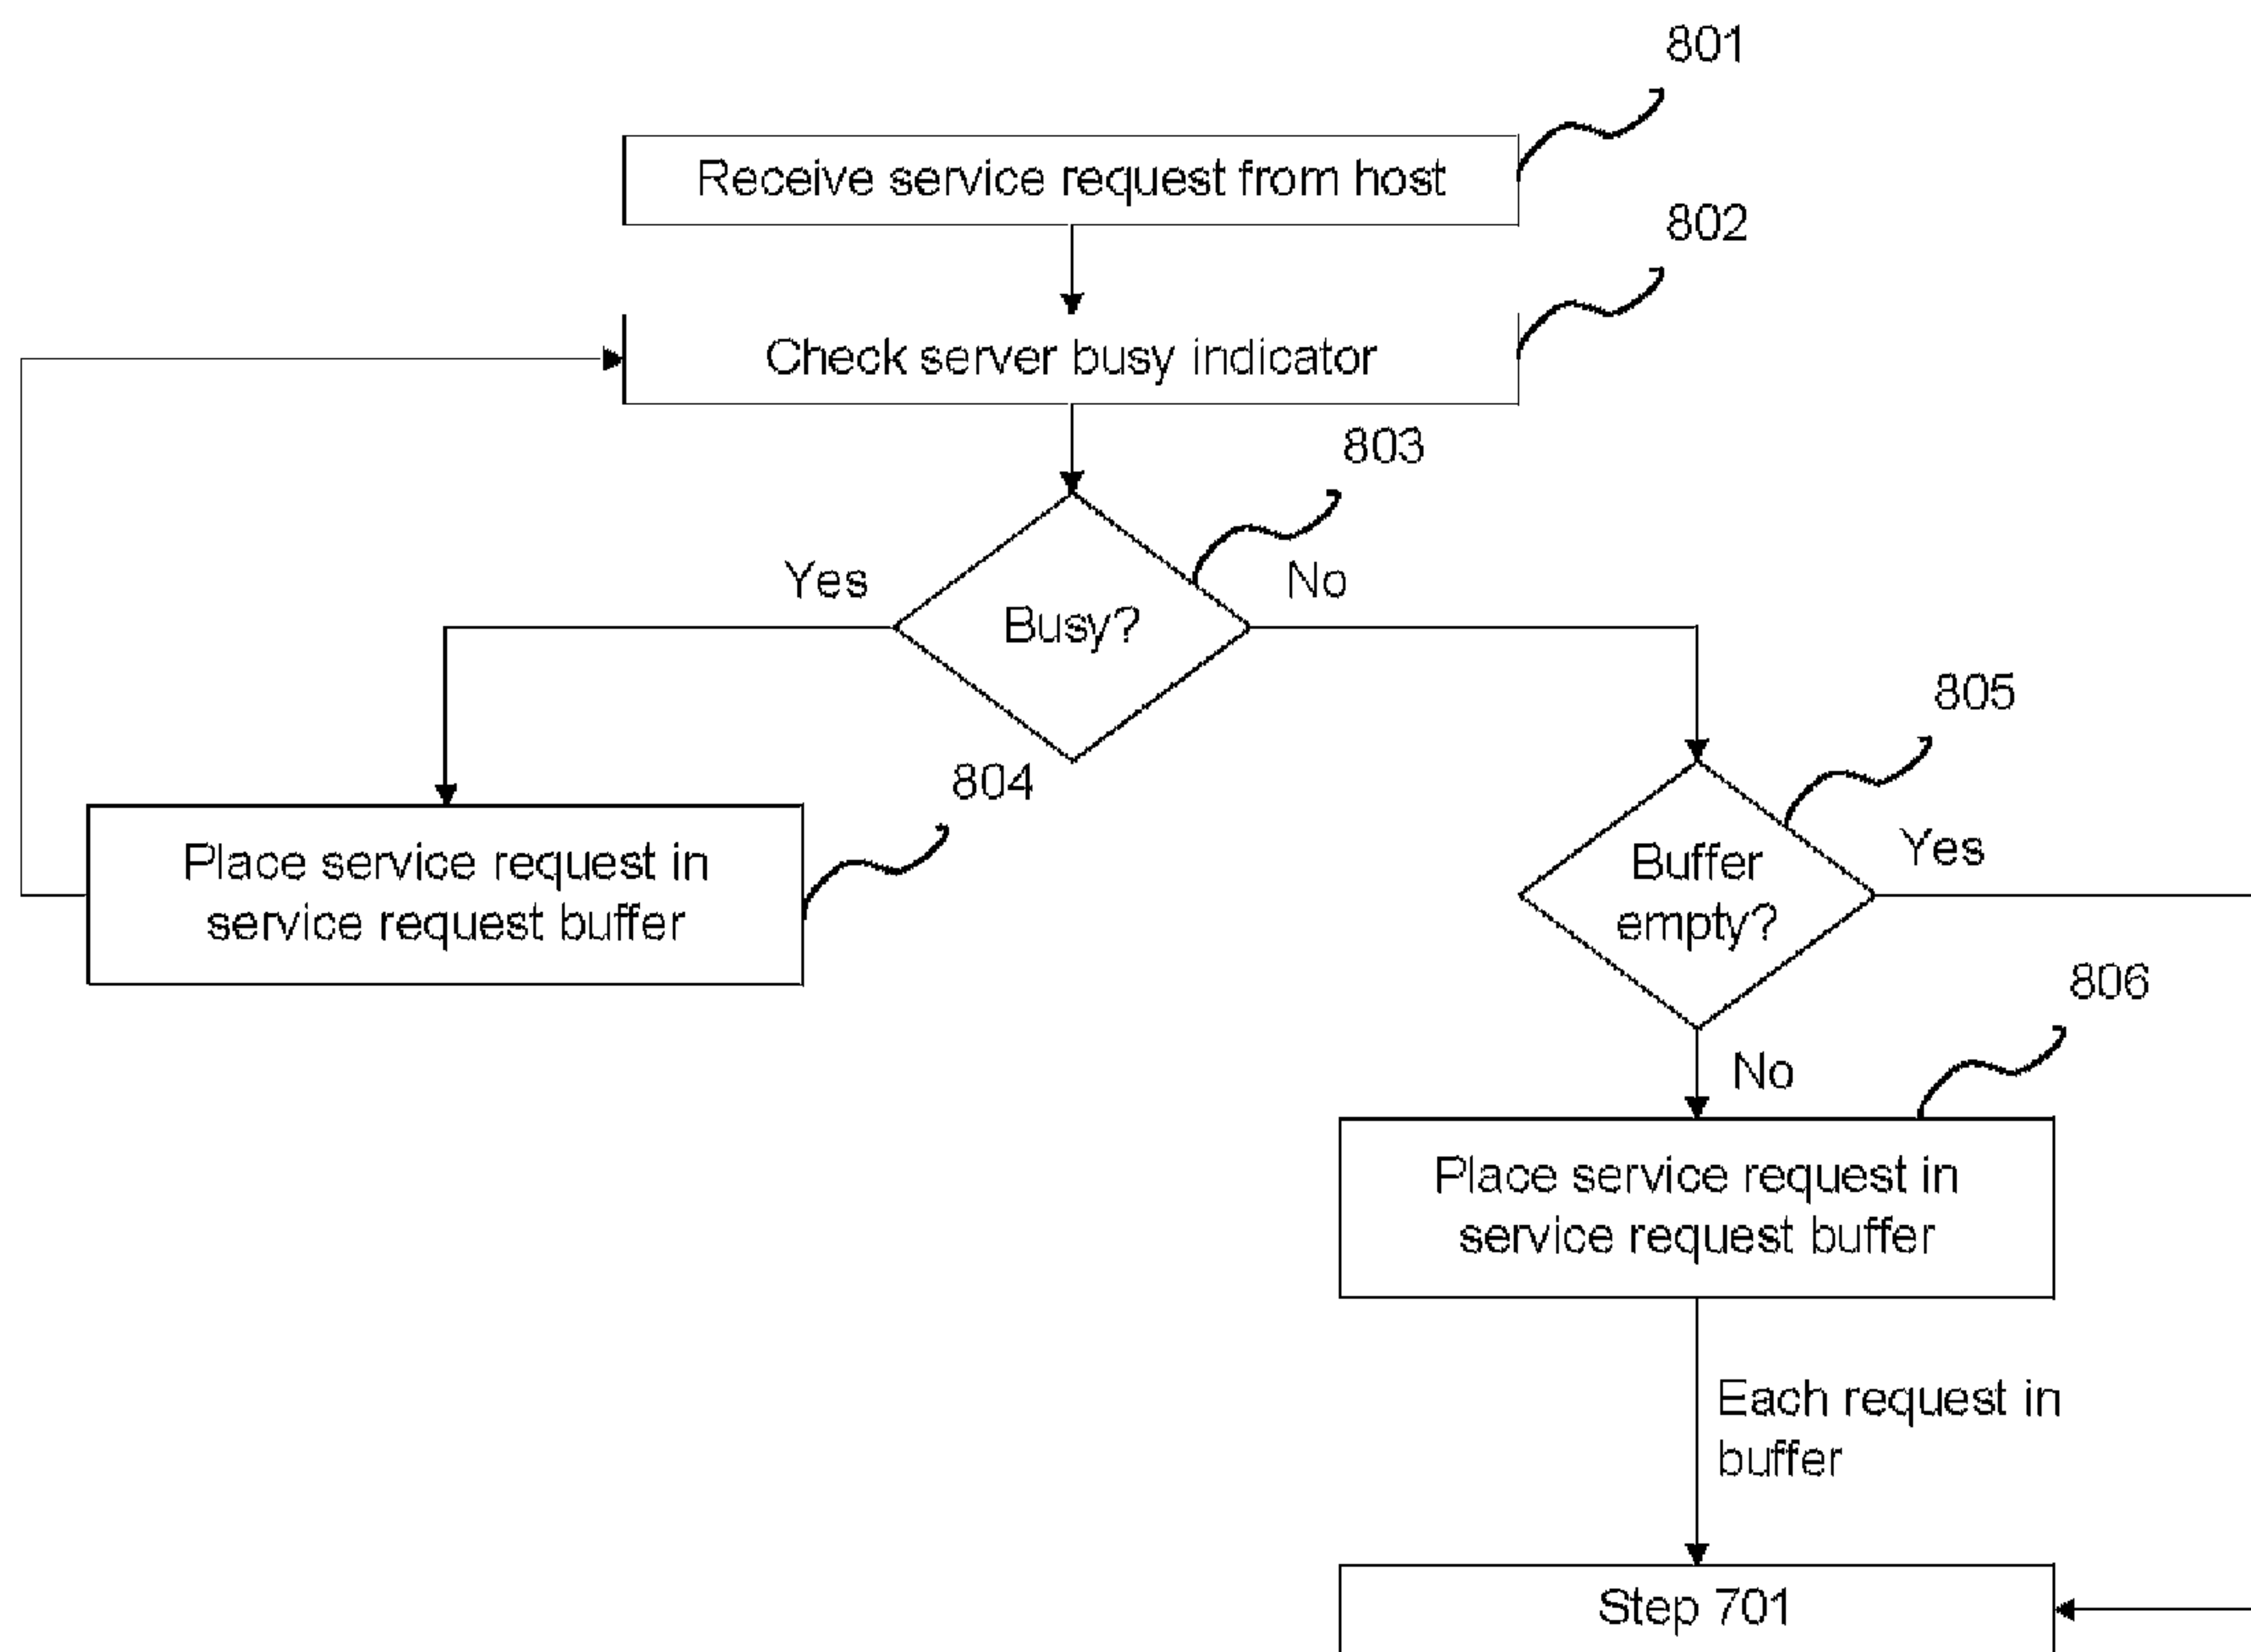 801
Receive service request from host
802
Check server busy indicator
803
Yes
No
Busy?
805
804
Place service request in
service request buffer
Buffer
empty?
Yes
806
No
Place service request in
service request buffer
Each request in
buffer
Step 701